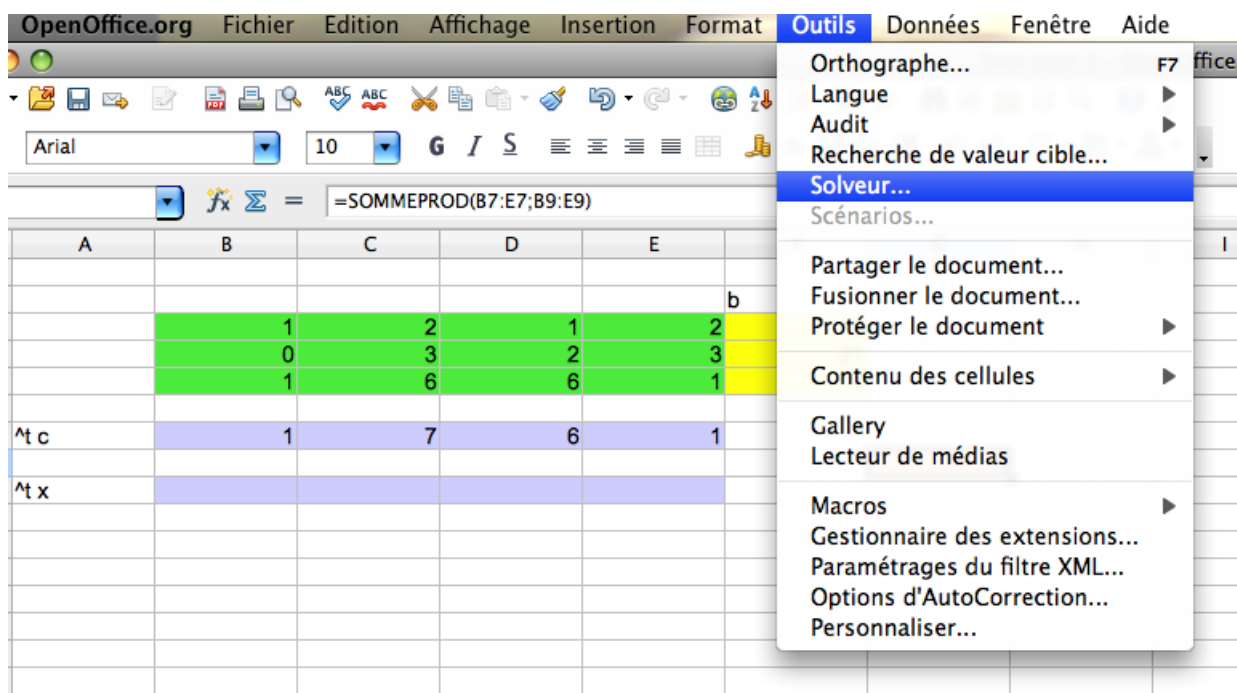 OpenOffice.org Fichier Edition Affichage Insertion Format Outils Données Fenêtre Aide
ffice
Arial 10 G I S
=SOMMEPROD(B7:E7;B9:E9)
A B C D E I
b
1 2 1 2
0 3 2 3
1 6 6 1
^t c 1 7 6 1
^t x
Orthographe... F7
Langue
Audit
Recherche de valeur cible...
Solveur...
Scénarios...
Partager le document...
Fusionner le document...
Protéger le document
Contenu des cellules
Gallery
Lecteur de médias
Macros
Gestionnaire des extensions...
Paramétrages du filtre XML...
Options d'AutoCorrection...
Personnaliser...